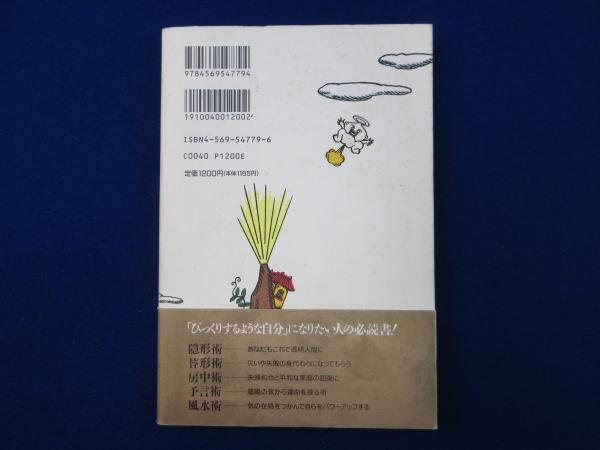 9784569547794
1910040012002
ISBN4-569-54779-6
C0040 P1200E
定価1200円(本体1165円)
「びっくりするような自分」になりたい人の必読書!
隠形術──あなたもこれで透明人間に
替形術──災いや失敗の身代わりになってもらう
房中術──夫婦和合と平和な家庭の回復に
予言術──陰陽の気から運命を操る術
風水術──気の在処をつかんで自らをパワーアップする